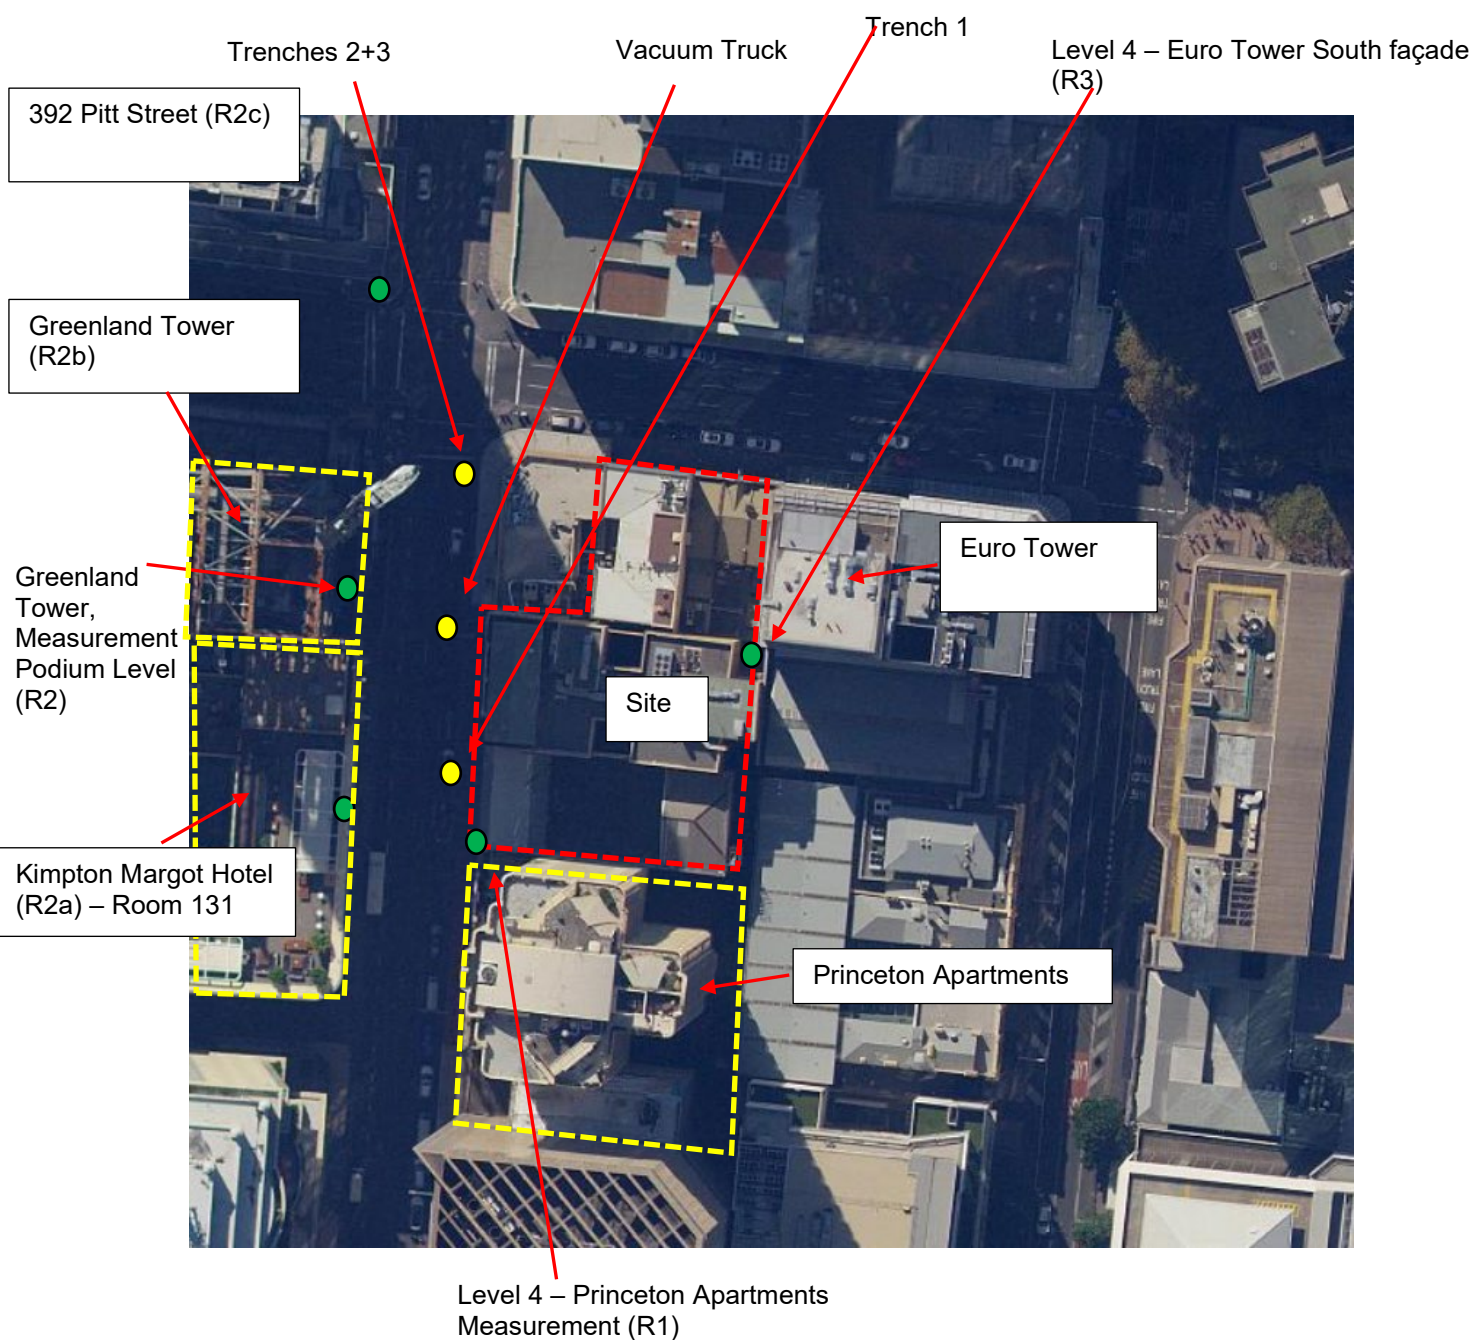 Trench 1
Trenches 2+3
Vacuum Truck
Level 4 – Euro Tower South façade
(R3)
392 Pitt Street (R2c)
Greenland Tower
(R2b)
Euro Tower
Greenland
Tower,
Measurement
Podium Level
(R2)
Site
Kimpton Margot Hotel
(R2a) – Room 131
Princeton Apartments
Level 4 – Princeton Apartments
Measurement (R1)